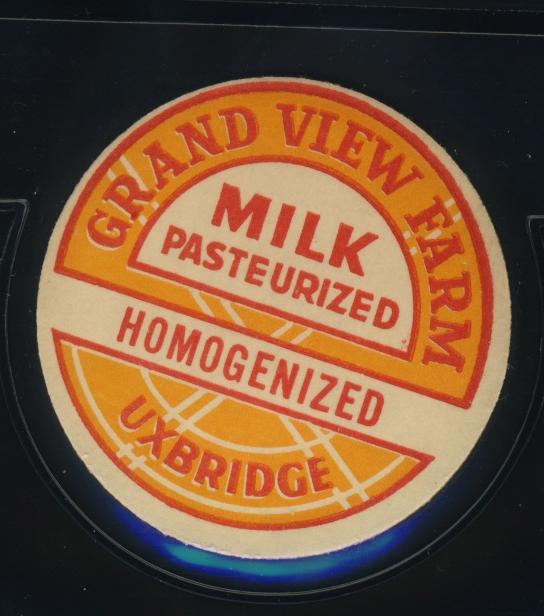 GRAND VIEW FARM
MILK
PASTEURIZED
HOMOGENIZED
UXBRIDGE